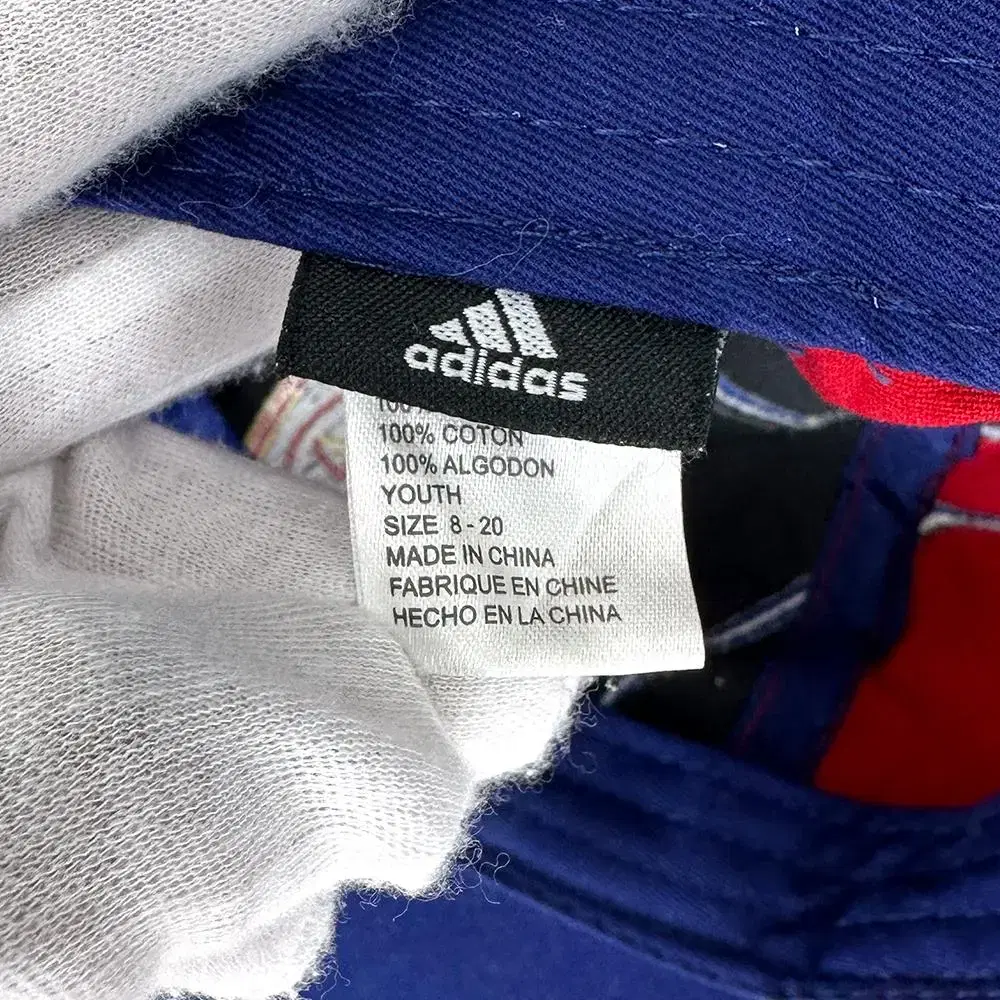 adidas
100% COTON
100% ALGODON
YOUTH
SIZE 8-20
MADE IN CHINA
FABRIQUE EN CHINE
HECHO EN LA CHINA